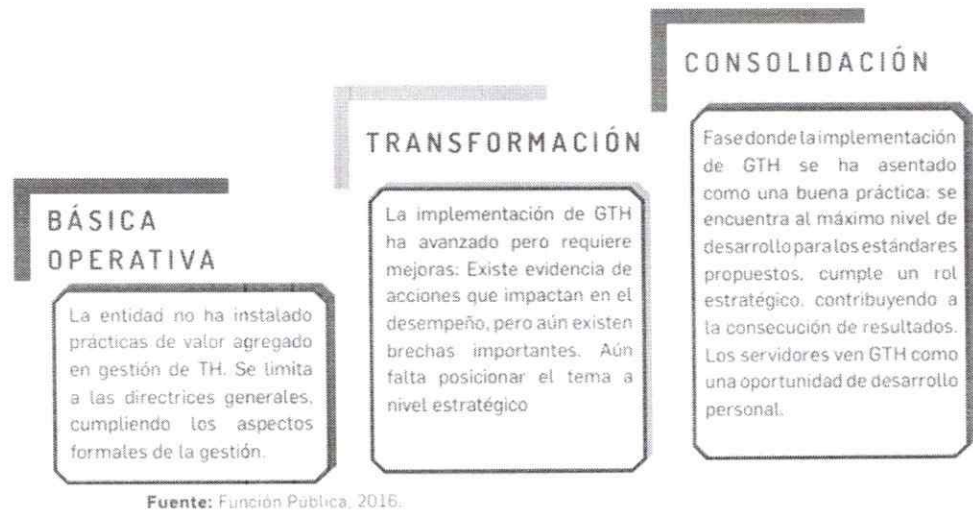 BÁSICA
OPERATIVA
La entidad no ha instalado
prácticas de valor agregado
en gestión de TH. Se limita
a las directrices generales,
cumpliendo los aspectos
formales de la gestión.
TRANSFORMACIÓN
La implementación de GTH
ha avanzado pero requiere
mejoras: Existe evidencia de
acciones que impactan en el
desempeño, pero aún existen
brechas importantes. Aún
falta posicionar el tema a
nivel estratégico
CONSOLIDACIÓN
Fase donde la implementación
de GTH se ha asentado
como una buena práctica: se
encuentra al máximo nivel de
desarrollo para los estándares
propuestos, cumple un rol
estratégico, contribuyendo a
la consecución de resultados.
Los servidores ven GTH como
una oportunidad de desarrollo
personal.
Fuente: Función Pública, 2016.